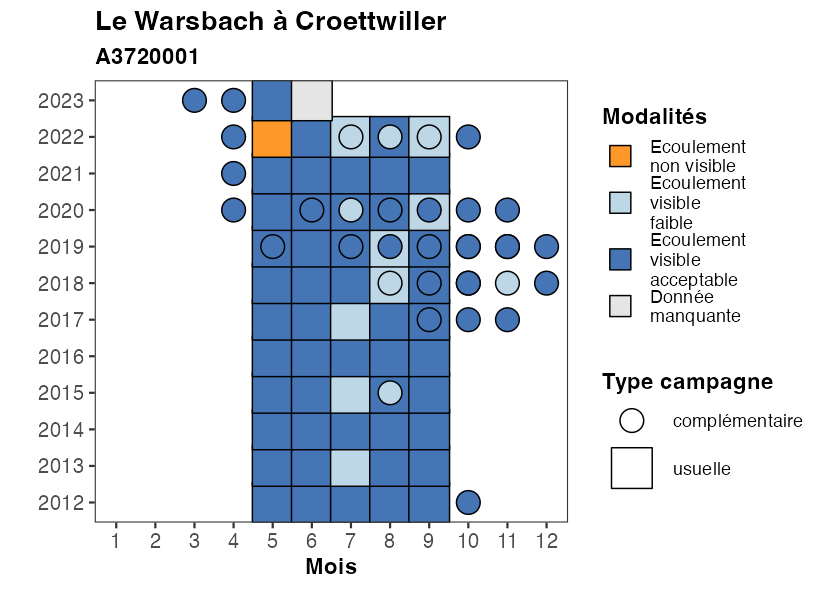 Le Warsbach à Croettwiller
A3720001
2023
2022
2021
2020
2019
2018
2017
2016
2015
2014
2013
2012
1 2 3 4 5 6 7 8 9 10 11 12
Mois
Modalités
Ecoulement
non visible
Ecoulement
visible
faible
Ecoulement
visible
acceptable
Donnée
manquante
Type campagne
complémentaire
usuelle